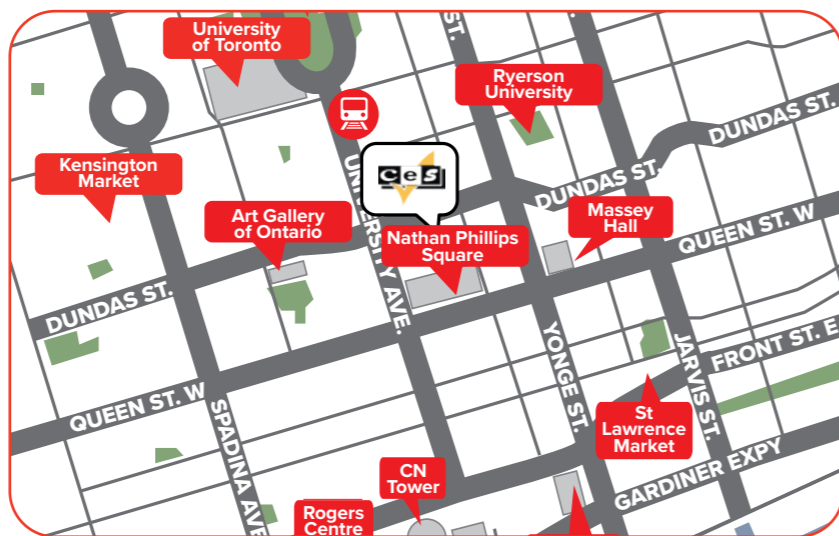 University
of Toronto
ST.
Ryerson
University
DUNDAS ST.
Kensington
Market
UNIVERSITY AVE.
ces
DUNDAS ST.
Art Gallery
of Ontario
Nathan Phillips
Square
Massey
Hall
QUEEN ST. W
DUNDAS ST.
YONGE ST.
JARVIS ST.
FRONT ST. E
QUEEN ST. W
SPADINA AVE
St
Lawrence
Market
CN
Tower
GARDINER EXPY
Rogers
Centre